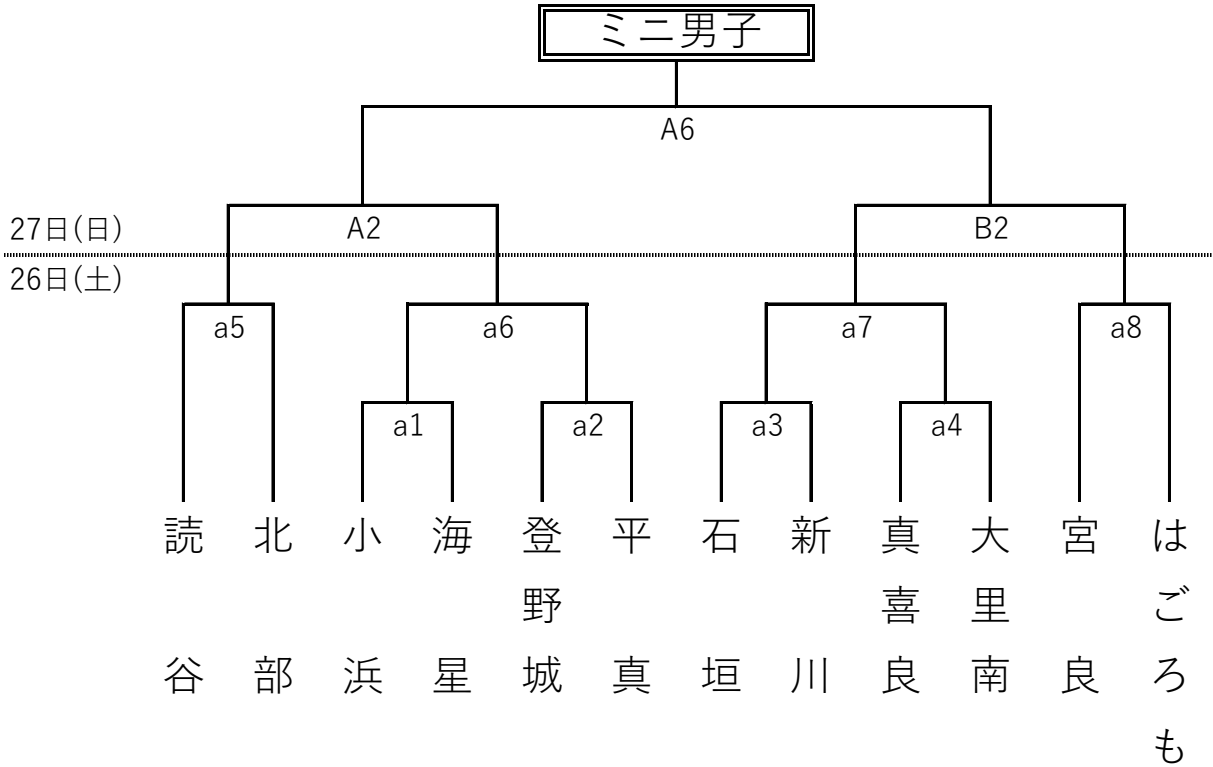 ミニ男子
A6
27日(日)
A2
B2
26日(土)
a5
a6
a7
a8
a1
a2
a3
a4
読谷
北部
小浜
海星
登野城
平真
石垣
新川
真喜良
大里南
宮良
はごろも